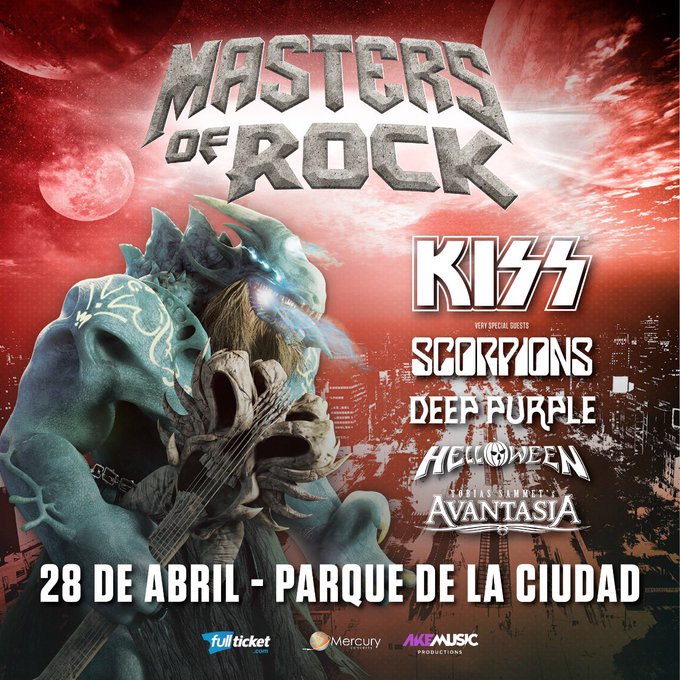 MASTERS
OF ROCK
KISS
VERY SPECIAL GUESTS
SCORPIONS
DEEP PURPLE
HELLOWEEN
TOBIAS SAMMET's
AVANTASIA
28 DE ABRIL - PARQUE DE LA CIUDAD
fullticket
.com
Mercury
concerts
AKEMUSIC
PRODUCTIONS